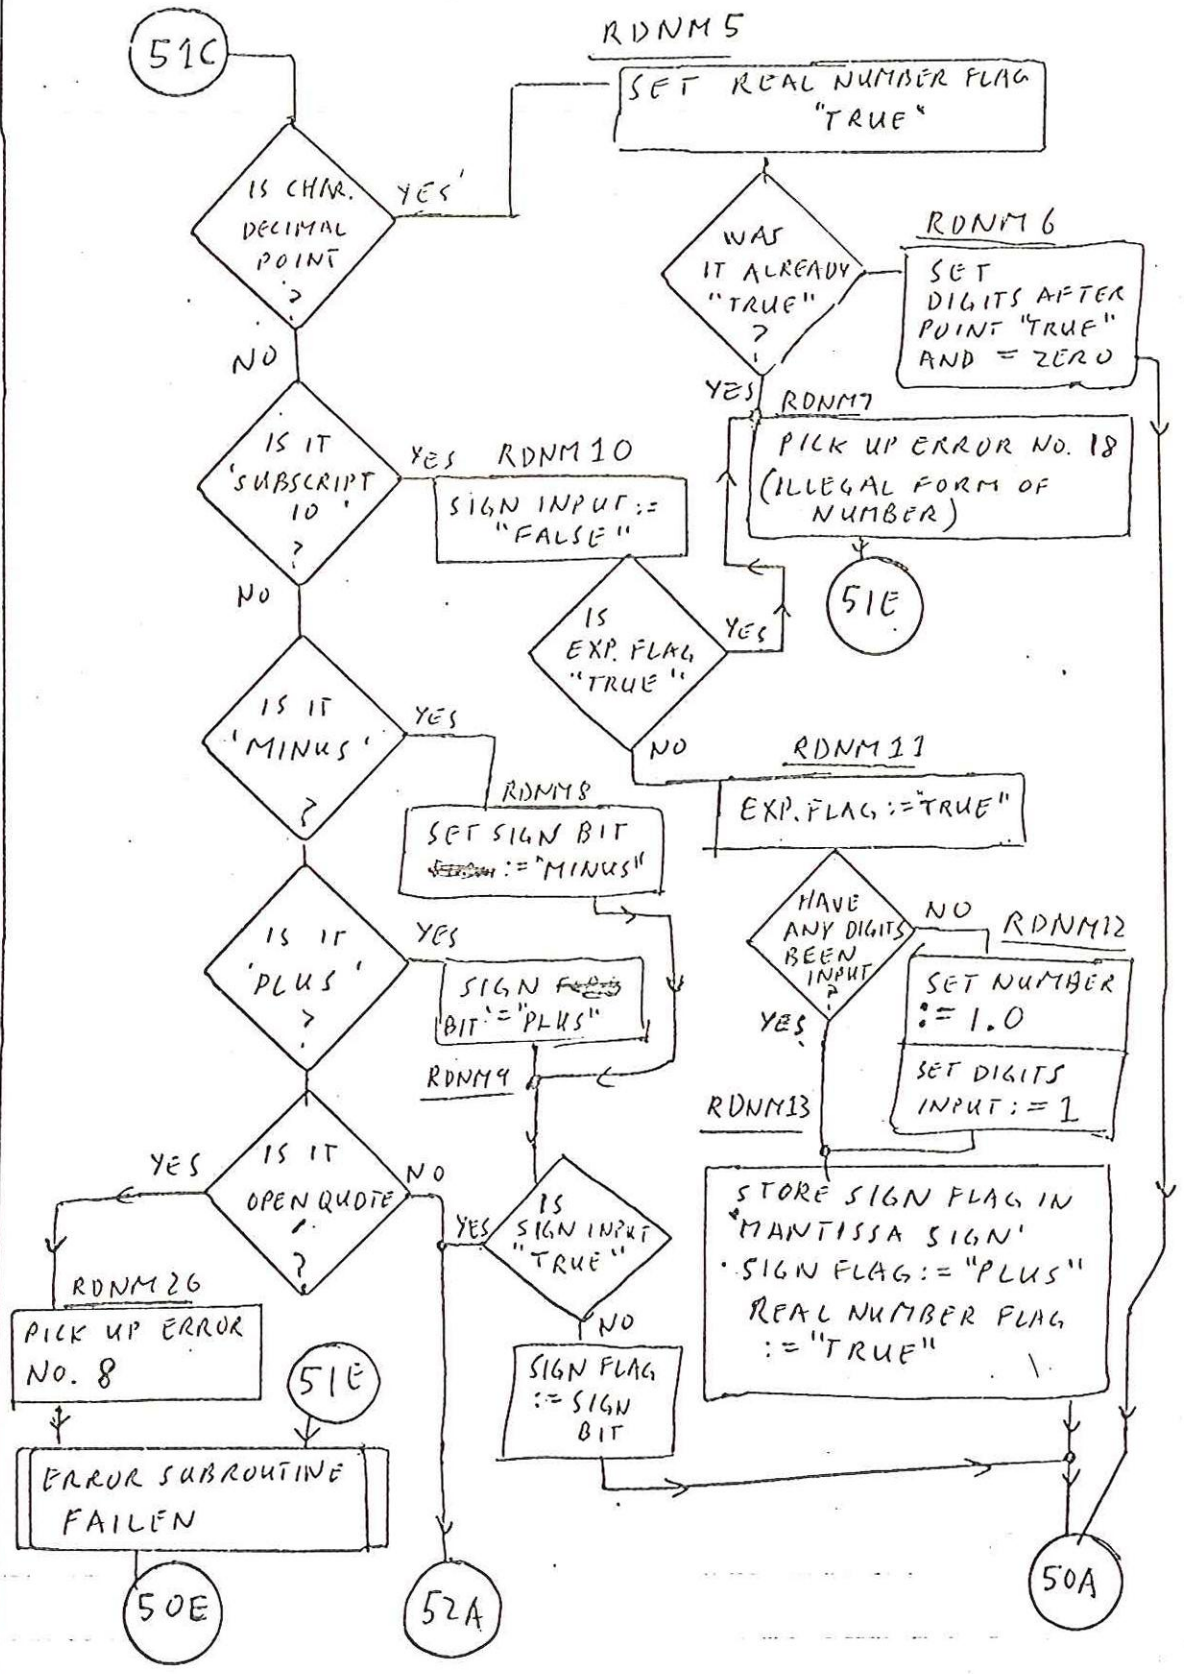 51C
RDNM5
SET REAL NUMBER FLAG
"TRUE"
IS CHAR.
DECIMAL
POINT
?
YES
NO
WAS
IT ALREADY
"TRUE"
?
YES
RDNM6
SET
DIGITS AFTER
POINT "TRUE"
AND = ZERO
RDNM7
PICK UP ERROR NO. 18
(ILLEGAL FORM OF
NUMBER)
51E
IS IT
'SUBSCRIPT
10'
?
YES
NO
RDNM10
SIGN INPUT :=
"FALSE"
IS
EXP. FLAG
"TRUE"
YES
NO
IS IT
'MINUS'
?
YES
RDNM8
SET SIGN BIT
:= "MINUS"
RDNM11
EXP. FLAG := "TRUE"
HAVE
ANY DIGITS
BEEN
INPUT
?
NO
YES
RDNM12
SET NUMBER
:= 1.0
SET DIGITS
INPUT := 1
IS IT
'PLUS'
?
YES
SIGN
BIT := "PLUS"
RDNM9
RDNM13
STORE SIGN FLAG IN
'MANTISSA SIGN'
SIGN FLAG := "PLUS"
REAL NUMBER FLAG
:= "TRUE"
IS IT
OPEN QUOTE
?
YES
NO
IS
SIGN INPUT
"TRUE"
YES
NO
RDNM26
PICK UP ERROR
NO. 8
51E
SIGN FLAG
:= SIGN
BIT
ERROR SUBROUTINE
FAILEN
50E
52A
50A